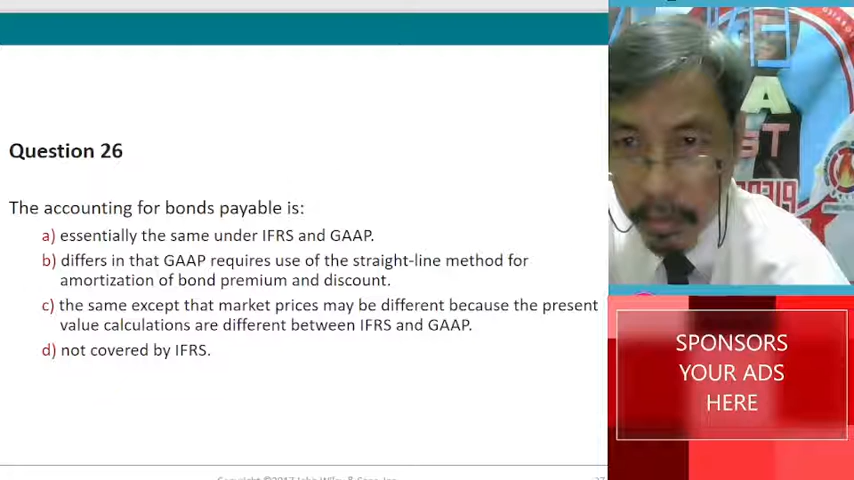 Question 26
The accounting for bonds payable is:
a) essentially the same under IFRS and GAAP.
b) differs in that GAAP requires use of the straight-line method for
amortization of bond premium and discount.
c) the same except that market prices may be different because the present
value calculations are different between IFRS and GAAP.
d) not covered by IFRS.
SPONSORS
YOUR ADS
HERE